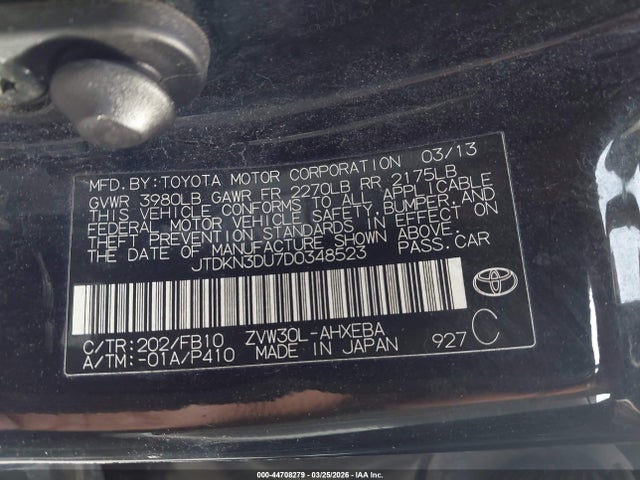 MFD. BY: TOYOTA MOTOR CORPORATION 03/13
GVWR 3980LB GAWR FR 2270LB RR 2175LB
THIS VEHICLE CONFORMS TO ALL APPLICABLE
FEDERAL MOTOR VEHICLE SAFETY, BUMPER, AND
THEFT PREVENTION STANDARDS IN EFFECT ON
THE DATE OF MANUFACTURE SHOWN ABOVE.
JTDKN3DU7D0348523 PASS. CAR
C/TR: 202/FB10 ZVW30L-AHXEBA
A/TM: -01A/P410 MADE IN JAPAN 927 C
000-44708279 - 03/25/2026 - IAA Inc.